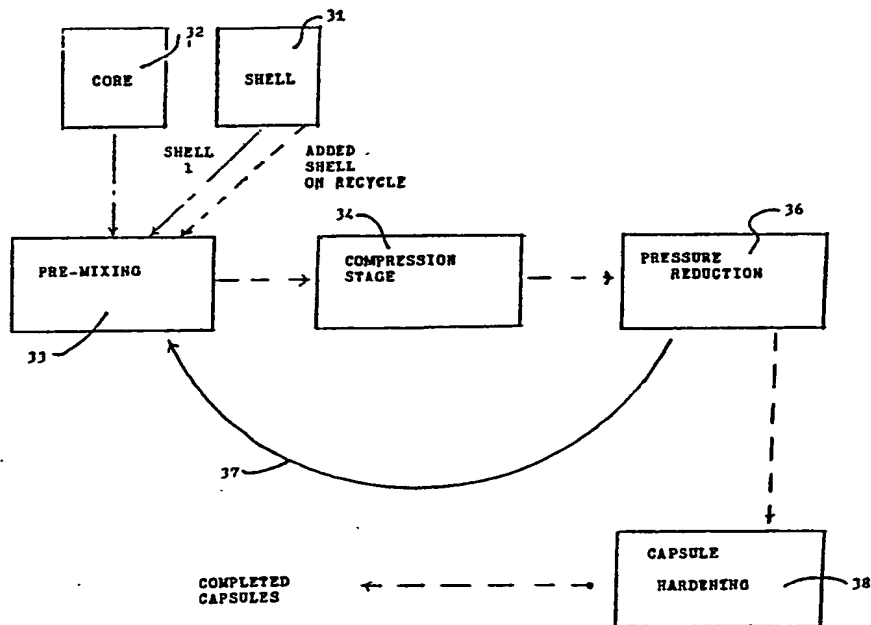 32
31
CORE
SHELL
SHELL
1
ADDED
SHELL
ON RECYCLE
34
36
PRE-MIXING
COMPRESSION
STAGE
PRESSURE
REDUCTION
33
37
CAPSULE
HARDENING
38
COMPLETED
CAPSULES